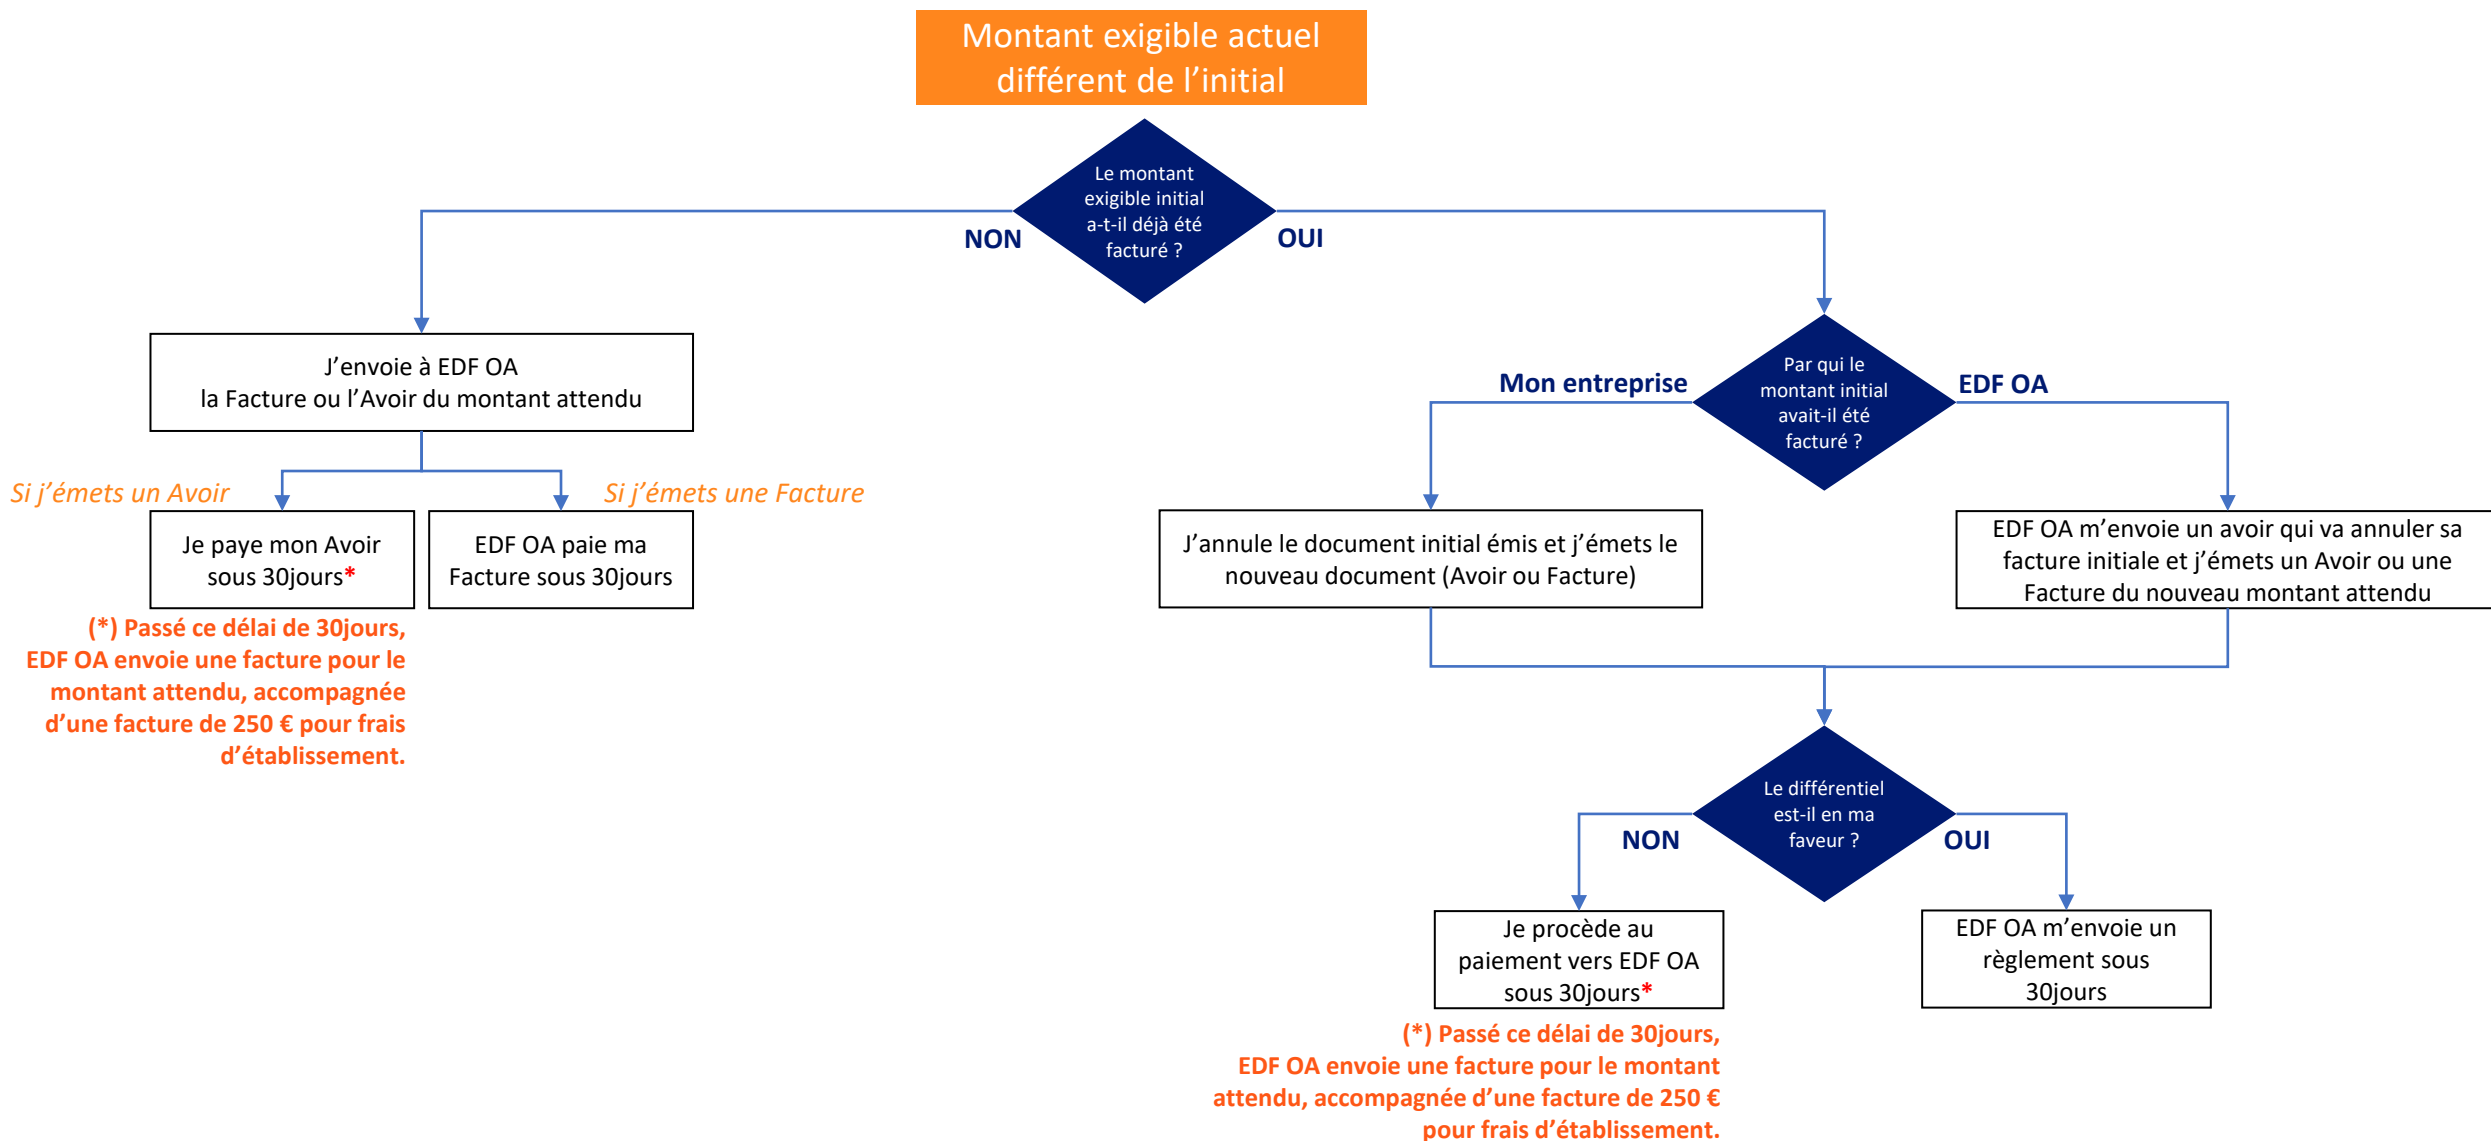 Montant exigible actuel
différent de l’initial
Le montant
exigible initial
a-t-il déjà été
facturé ?
NON
OUI
J’envoie à EDF OA
la Facture ou l’Avoir du montant attendu
Si j’émets un Avoir
Si j’émets une Facture
Je paye mon Avoir
sous 30jours*
EDF OA paie ma
Facture sous 30jours
(*) Passé ce délai de 30jours,
EDF OA envoie une facture pour le
montant attendu, accompagnée
d’une facture de 250 € pour frais
d’établissement.
Par qui le
montant initial
avait-il été
facturé ?
Mon entreprise
EDF OA
J’annule le document initial émis et j’émets le
nouveau document (Avoir ou Facture)
EDF OA m’envoie un avoir qui va annuler sa
facture initiale et j’émets un Avoir ou une
Facture du nouveau montant attendu
Le différentiel
est-il en ma
faveur ?
NON
OUI
Je procède au
paiement vers EDF OA
sous 30jours*
EDF OA m’envoie un
règlement sous
30jours
(*) Passé ce délai de 30jours,
EDF OA envoie une facture pour le montant
attendu, accompagnée d’une facture de 250 €
pour frais d’établissement.